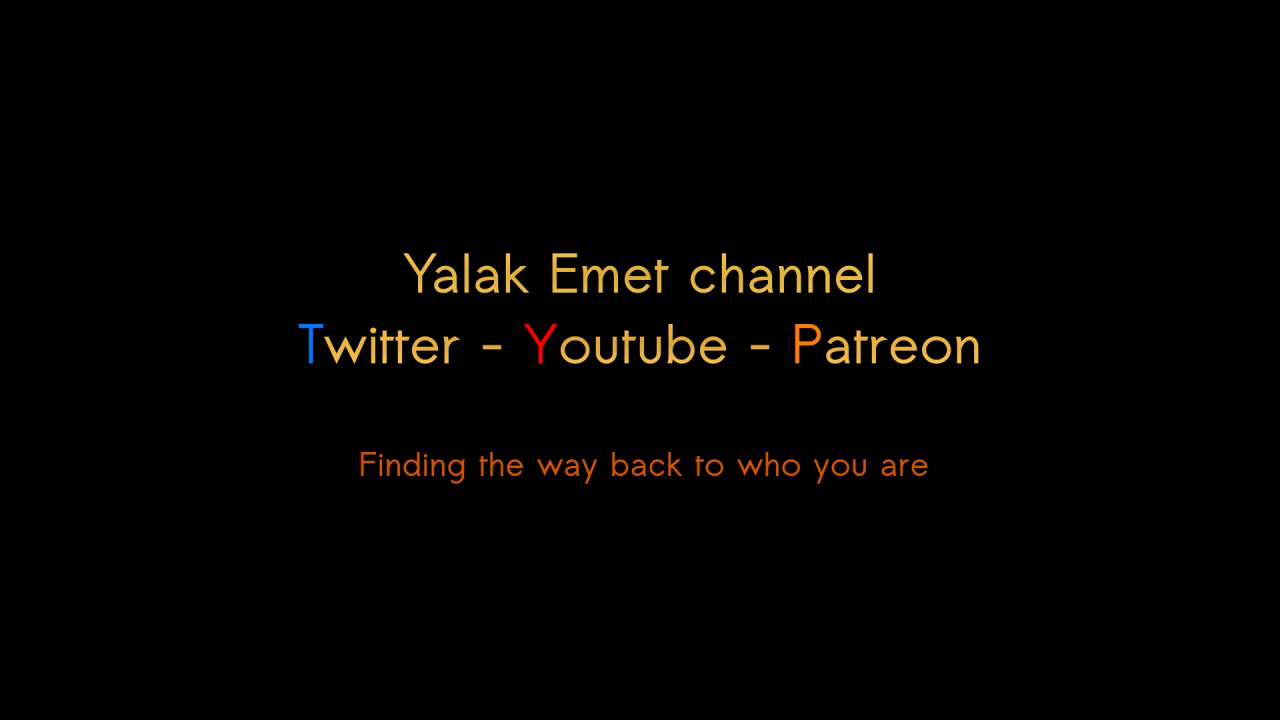 Yalak Emet channel
Twitter - Youtube - Patreon
Finding the way back to who you are